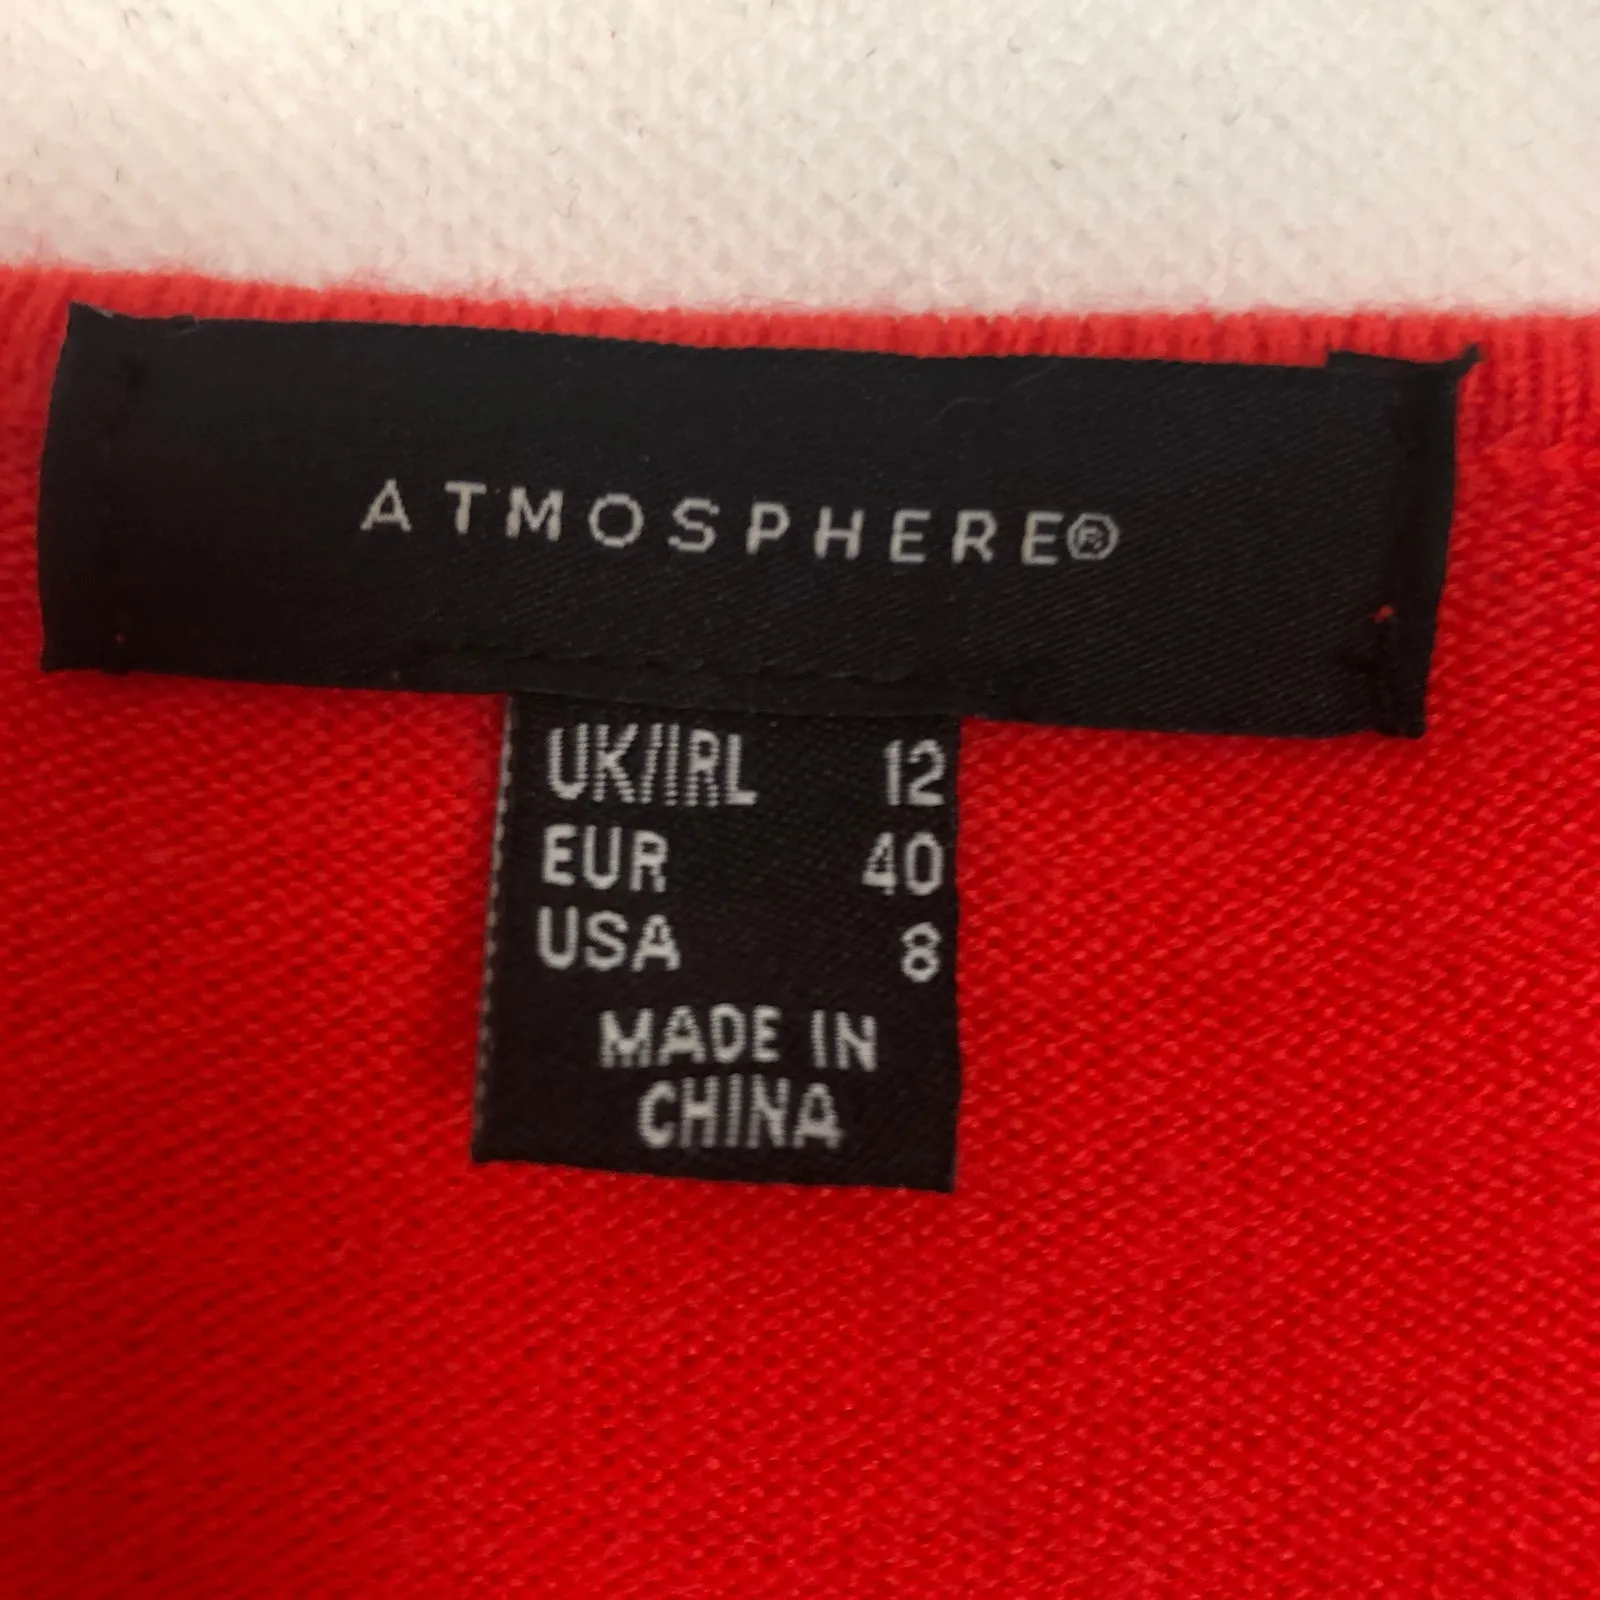 ATMOSPHERE®
UK/IRL 12
EUR 40
USA 8
MADE IN
CHINA